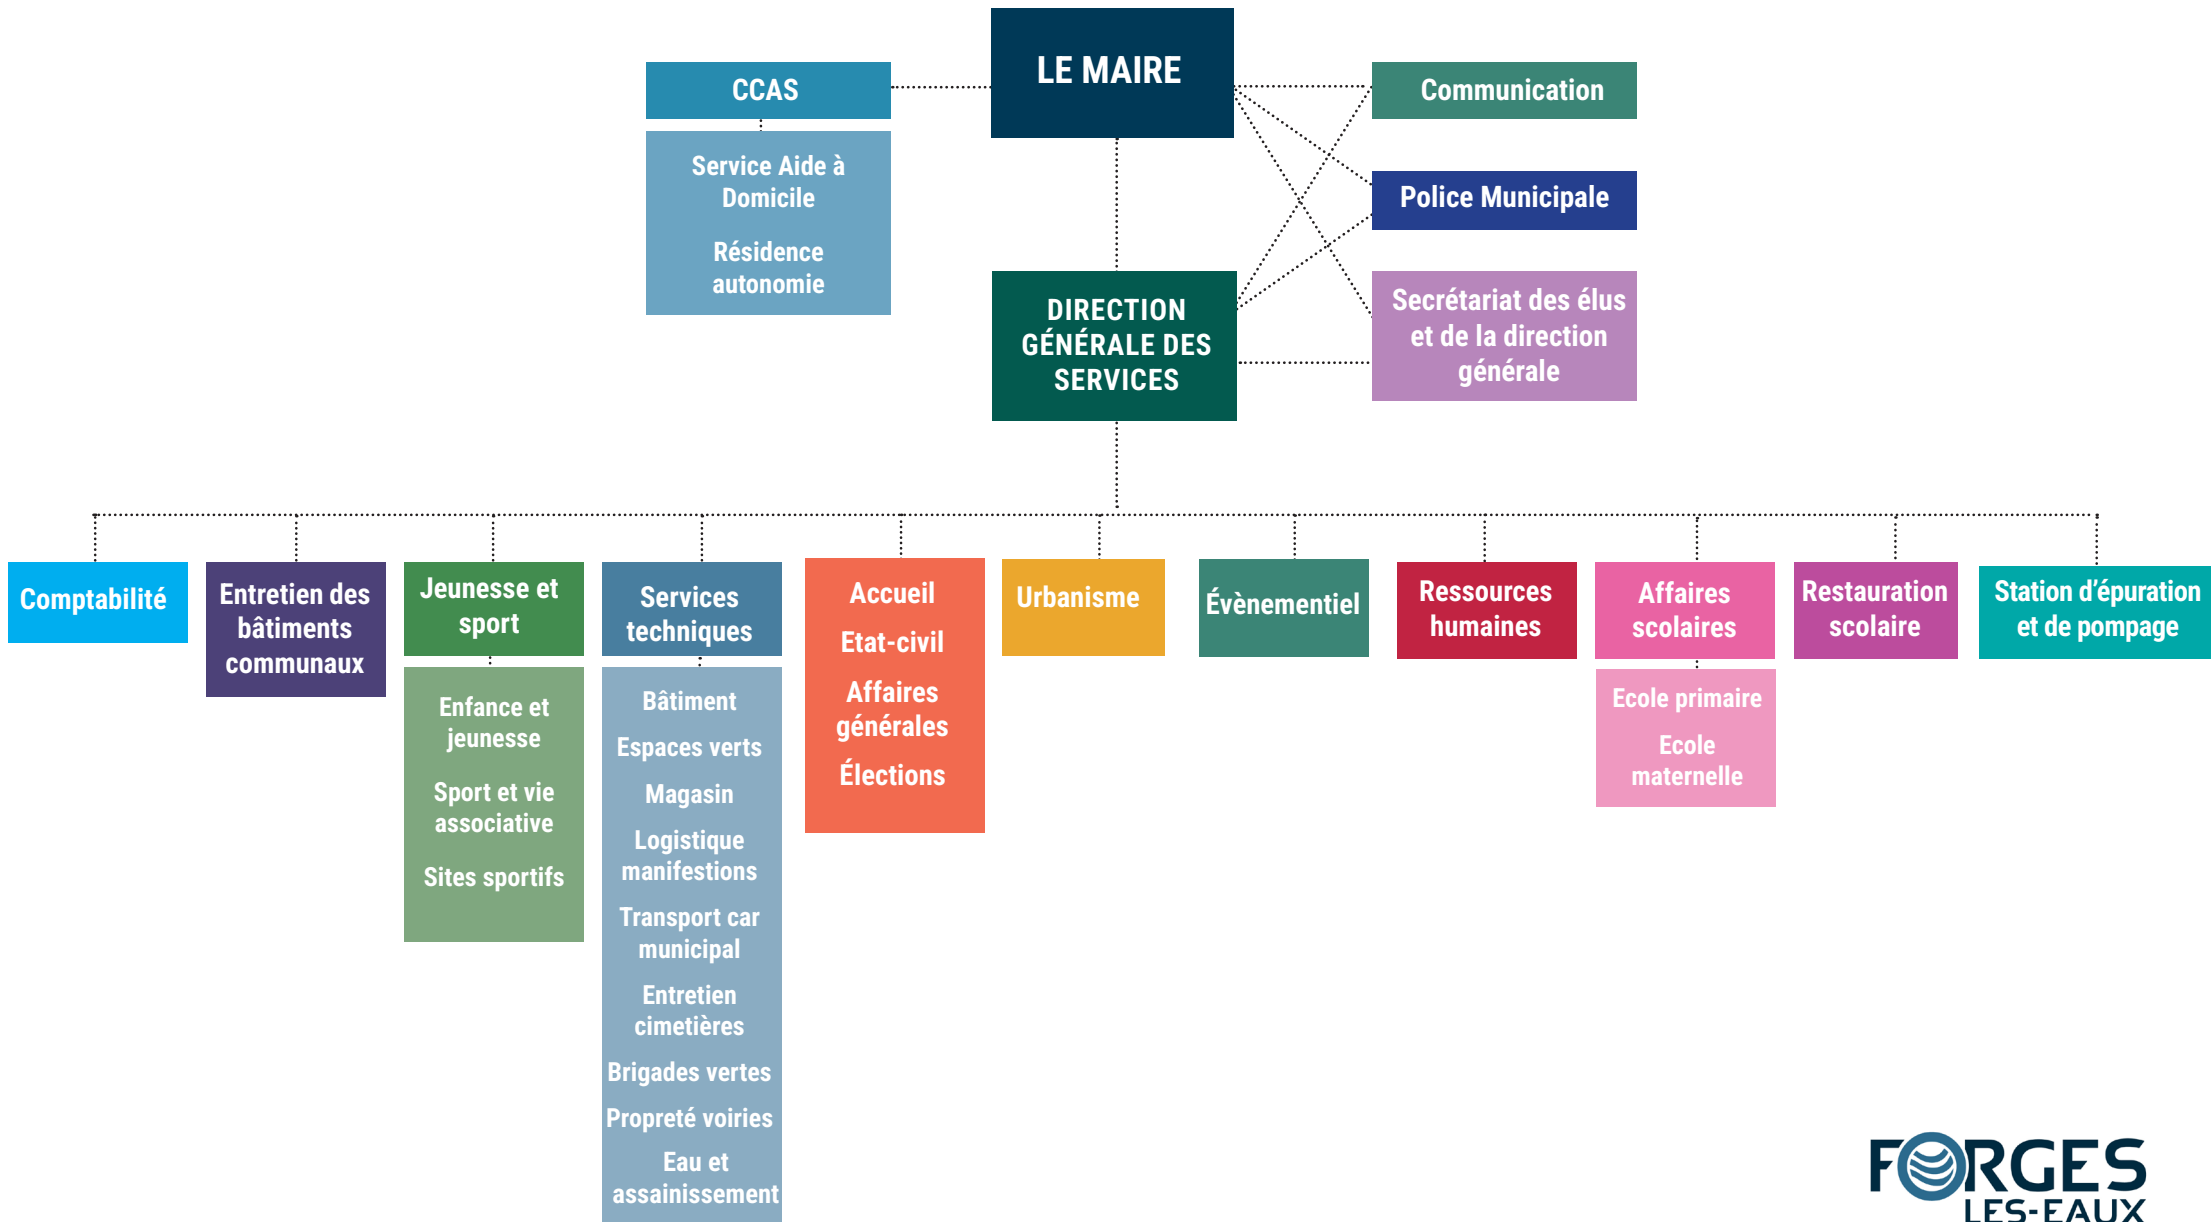 LE MAIRE
CCAS
Service Aide à
Domicile
Résidence
autonomie
Communication
Police Municipale
Secrétariat des élus
et de la direction
générale
DIRECTION
GÉNÉRALE DES
SERVICES
Comptabilité
Entretien des
bâtiments
communaux
Jeunesse et
sport
Enfance et
jeunesse
Sport et vie
associative
Sites sportifs
Services
techniques
Bâtiment
Espaces verts
Magasin
Logistique
manifestions
Transport car
municipal
Entretien
cimetières
Brigades vertes
Propreté voiries
Eau et
assainissement
Accueil
Etat-civil
Affaires
générales
Élections
Urbanisme
Évènementiel
Ressources
humaines
Affaires
scolaires
Ecole primaire
Ecole
maternelle
Restauration
scolaire
Station d'épuration
et de pompage
FORGES
LES-EAUX